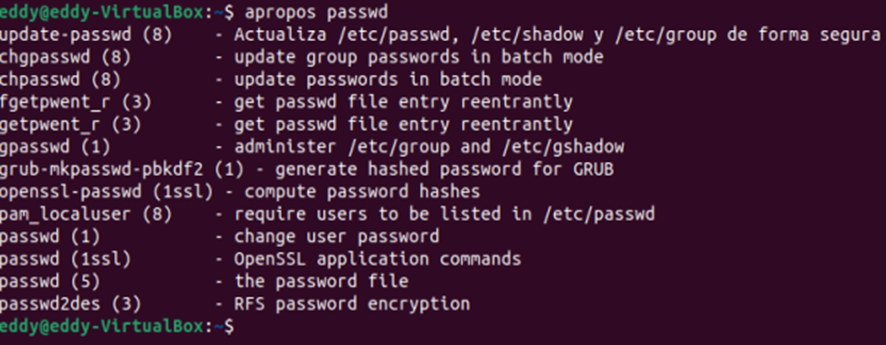 eddy@eddy-VirtualBox:~$ apropos passwd
update-passwd (8)    - Actualiza /etc/passwd, /etc/shadow y /etc/group de forma segura
chgpasswd (8)        - update group passwords in batch mode
chpasswd (8)         - update passwords in batch mode
fgetpwent_r (3)      - get passwd file entry reentrantly
getpwent_r (3)       - get passwd file entry reentrantly
gpasswd (1)          - administer /etc/group and /etc/gshadow
grub-mkpasswd-pbkdf2 (1) - generate hashed password for GRUB
openssl-passwd (1ssl) - compute password hashes
pam_localuser (8)    - require users to be listed in /etc/passwd
passwd (1)           - change user password
passwd (1ssl)        - OpenSSL application commands
passwd (5)           - the password file
passwd2des (3)       - RFS password encryption
eddy@eddy-VirtualBox:~$